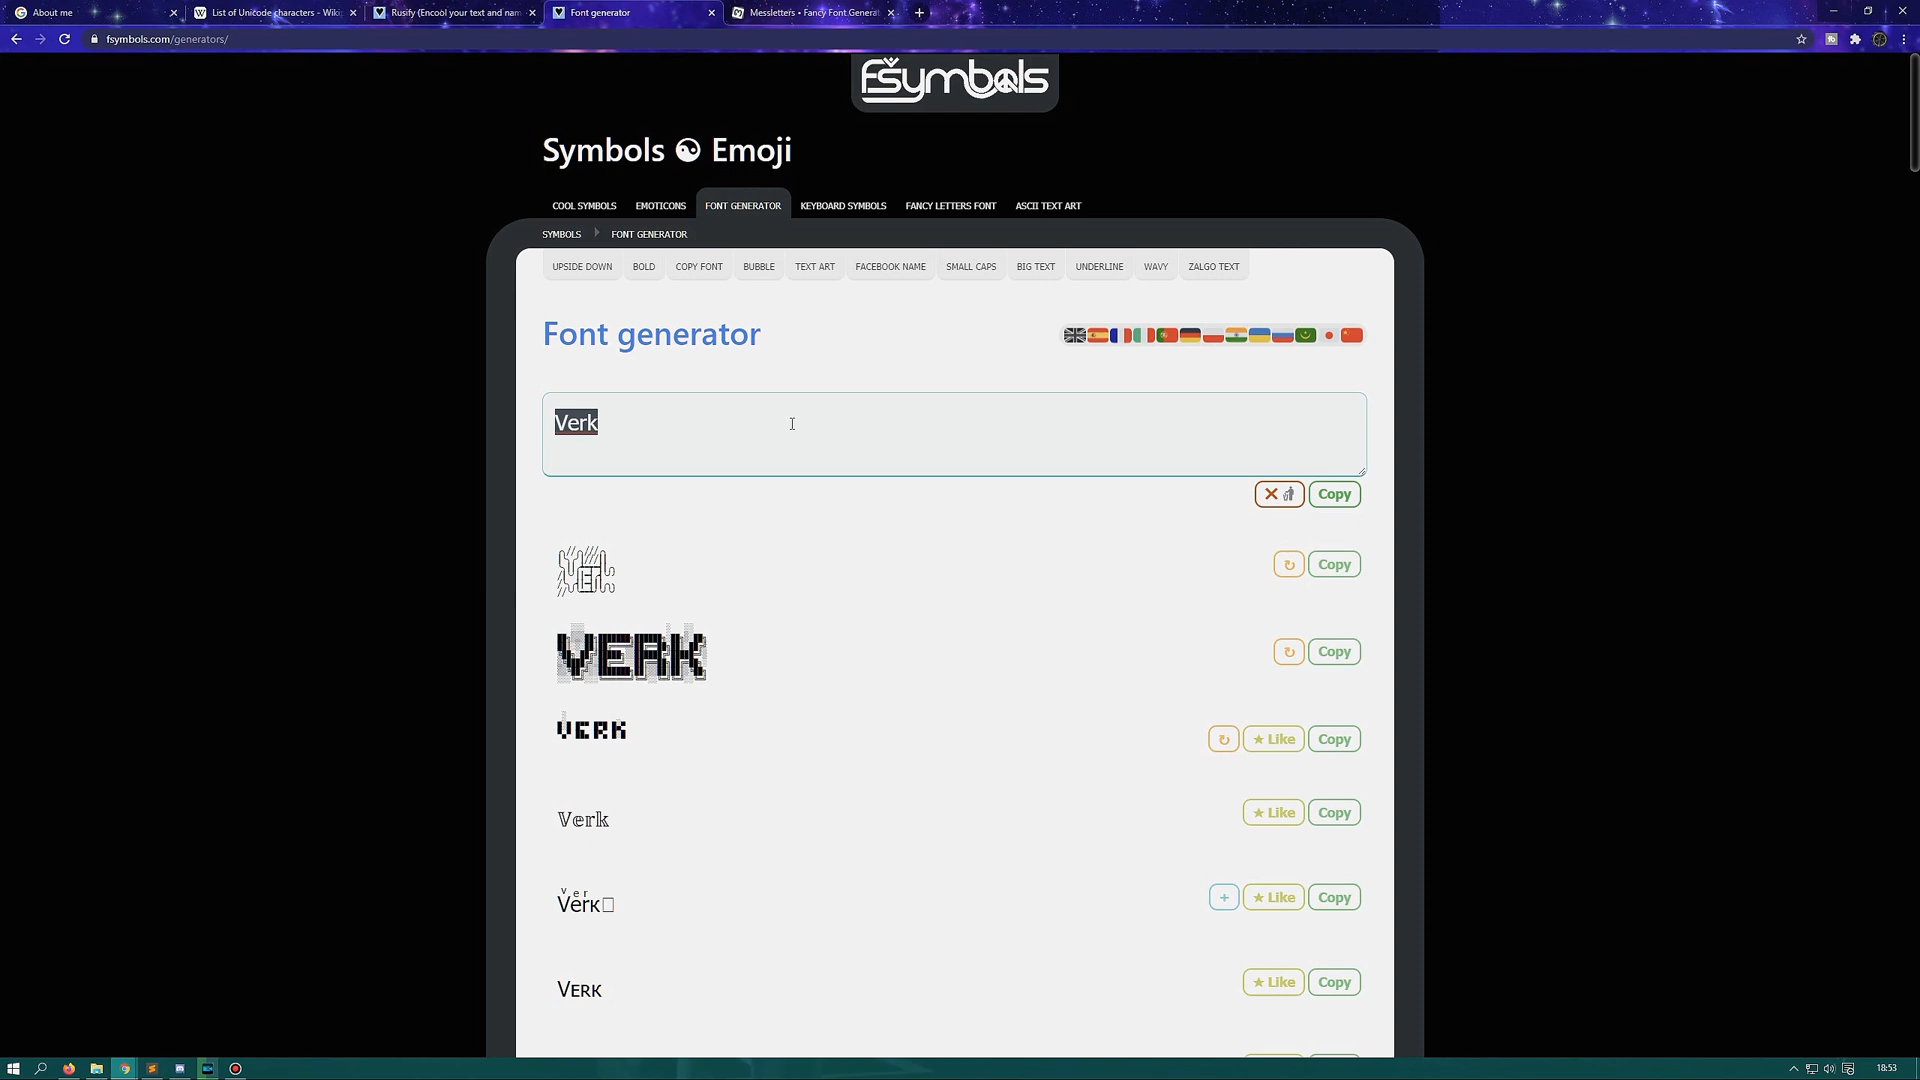 About me
List of Unicode characters - Wiki
Rusify (Encool your text and nam
Font generator
Messletters • Fancy Font Generat
fsymbols.com/generators/
fsymbols
Symbols ☯ Emoji
COOL SYMBOLS EMOTICONS FONT GENERATOR KEYBOARD SYMBOLS FANCY LETTERS FONT ASCII TEXT ART
SYMBOLS FONT GENERATOR
UPSIDE DOWN BOLD COPY FONT BUBBLE TEXT ART FACEBOOK NAME SMALL CAPS BIG TEXT UNDERLINE WAVY ZALGO TEXT
Font generator
Verk
Copy
Copy
VERK
Copy
VERK
★ Like Copy
𝕍𝕖𝕣𝕜
★ Like Copy
★ Like Copy
Vᴇʀᴋ
★ Like Copy
18:53